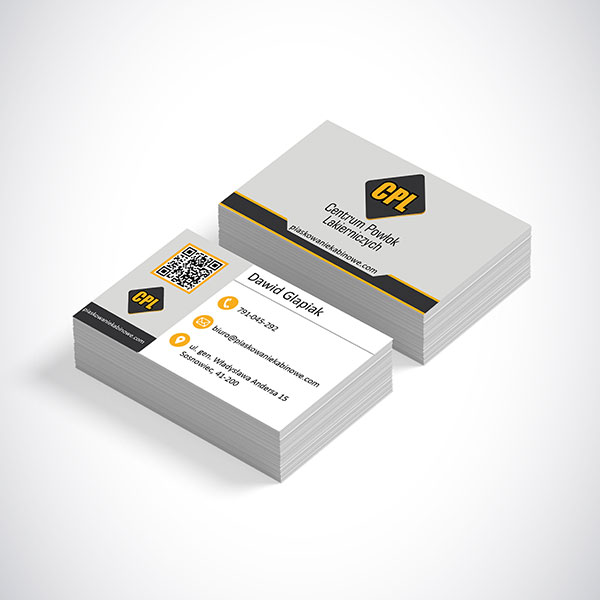 CPL
Centrum Powłok
Lakierniczych
piaskowaniekabinowe.com
CPL
piaskowaniekabinowe.com
Dawid Glapiak
791-045-292
biuro@piaskowaniekabinowe.com
ul. gen. Władysława Andersa 15
Sosnowiec, 41-200